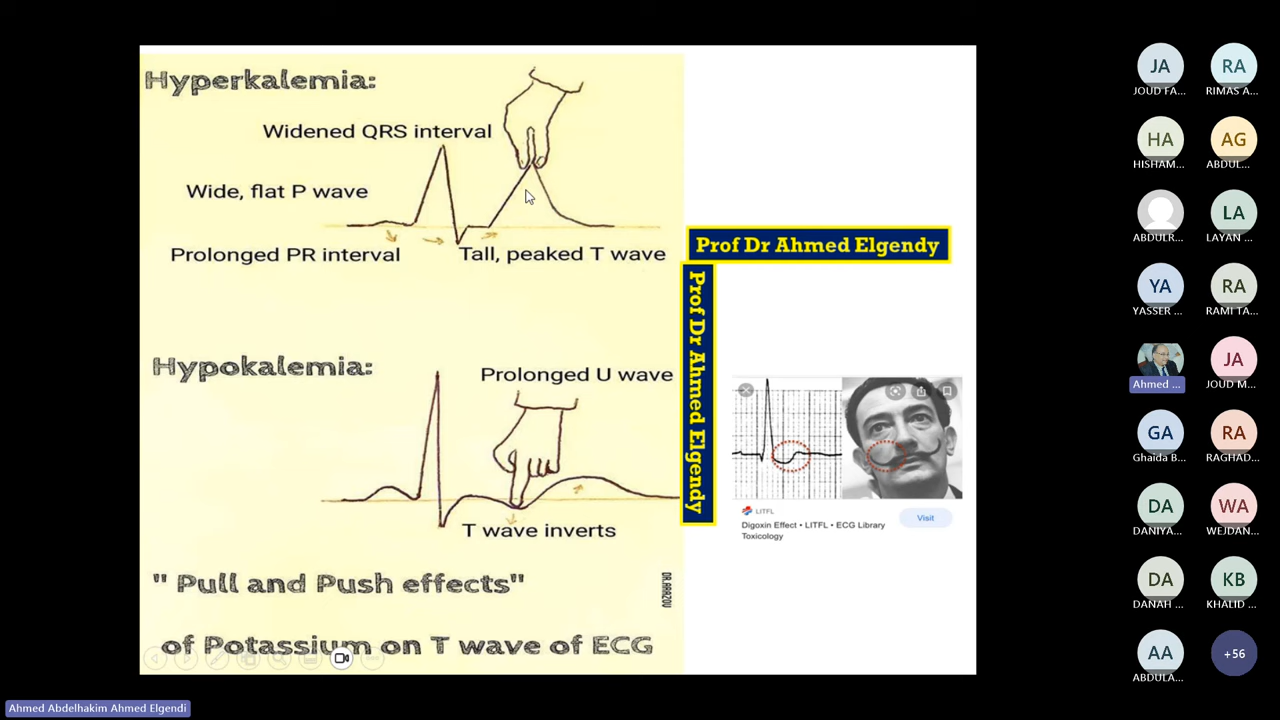 Hyperkalemia:
Widened QRS interval
Wide, flat P wave
Prolonged PR interval
Tall, peaked T wave
Prof Dr Ahmed Elgendy
Prof Dr Ahmed Elgendy
Hypokalemia:
Prolonged U wave
T wave inverts
" Pull and Push effects"
of Potassium on T wave of ECG
DR.ARAZOV
LITFL
Digoxin Effect • LITFL • ECG Library
Toxicology
Visit
JA
JOUD FA...
RA
RIMAS A...
HA
HISHAM...
AG
ABDUL...
ABDULR...
LA
LAYAN ...
YA
YASSER ...
RA
RAMI TA...
Ahmed ...
JA
JOUD M...
GA
Ghaida B...
RA
RAGHAD...
DA
DANIYA...
WA
WEJDAN...
DA
DANAH ...
KB
KHALID ...
AA
ABDULA...
+56
Ahmed Abdelhakim Ahmed Elgendi